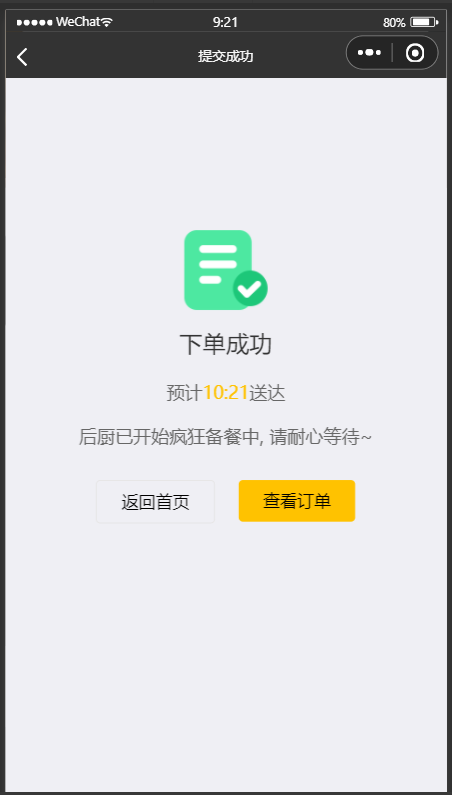 WeChat 9:21 80%
提交成功
下单成功
预计10:21送达
后厨已开始疯狂备餐中, 请耐心等待~
返回首页 查看订单